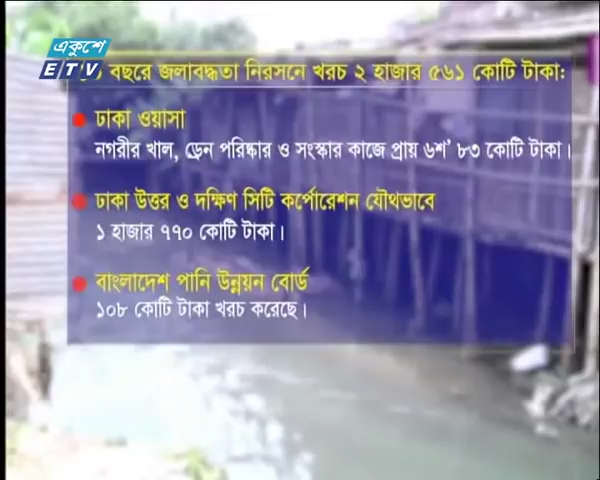 একুশে
ETV
বছরে জলাবদ্ধতা নিরসনে খরচ ২ হাজার ৫৬১ কোটি টাকা:
ঢাকা ওয়াসা
নগরীর খাল, ড্রেন পরিষ্কার ও সংস্কার কাজে প্রায় ৬শ' ৮৩ কোটি টাকা।
ঢাকা উত্তর ও দক্ষিণ সিটি কর্পোরেশন যৌথভাবে
১ হাজার ৭৭০ কোটি টাকা।
বাংলাদেশ পানি উন্নয়ন বোর্ড
১০৮ কোটি টাকা খরচ করেছে।